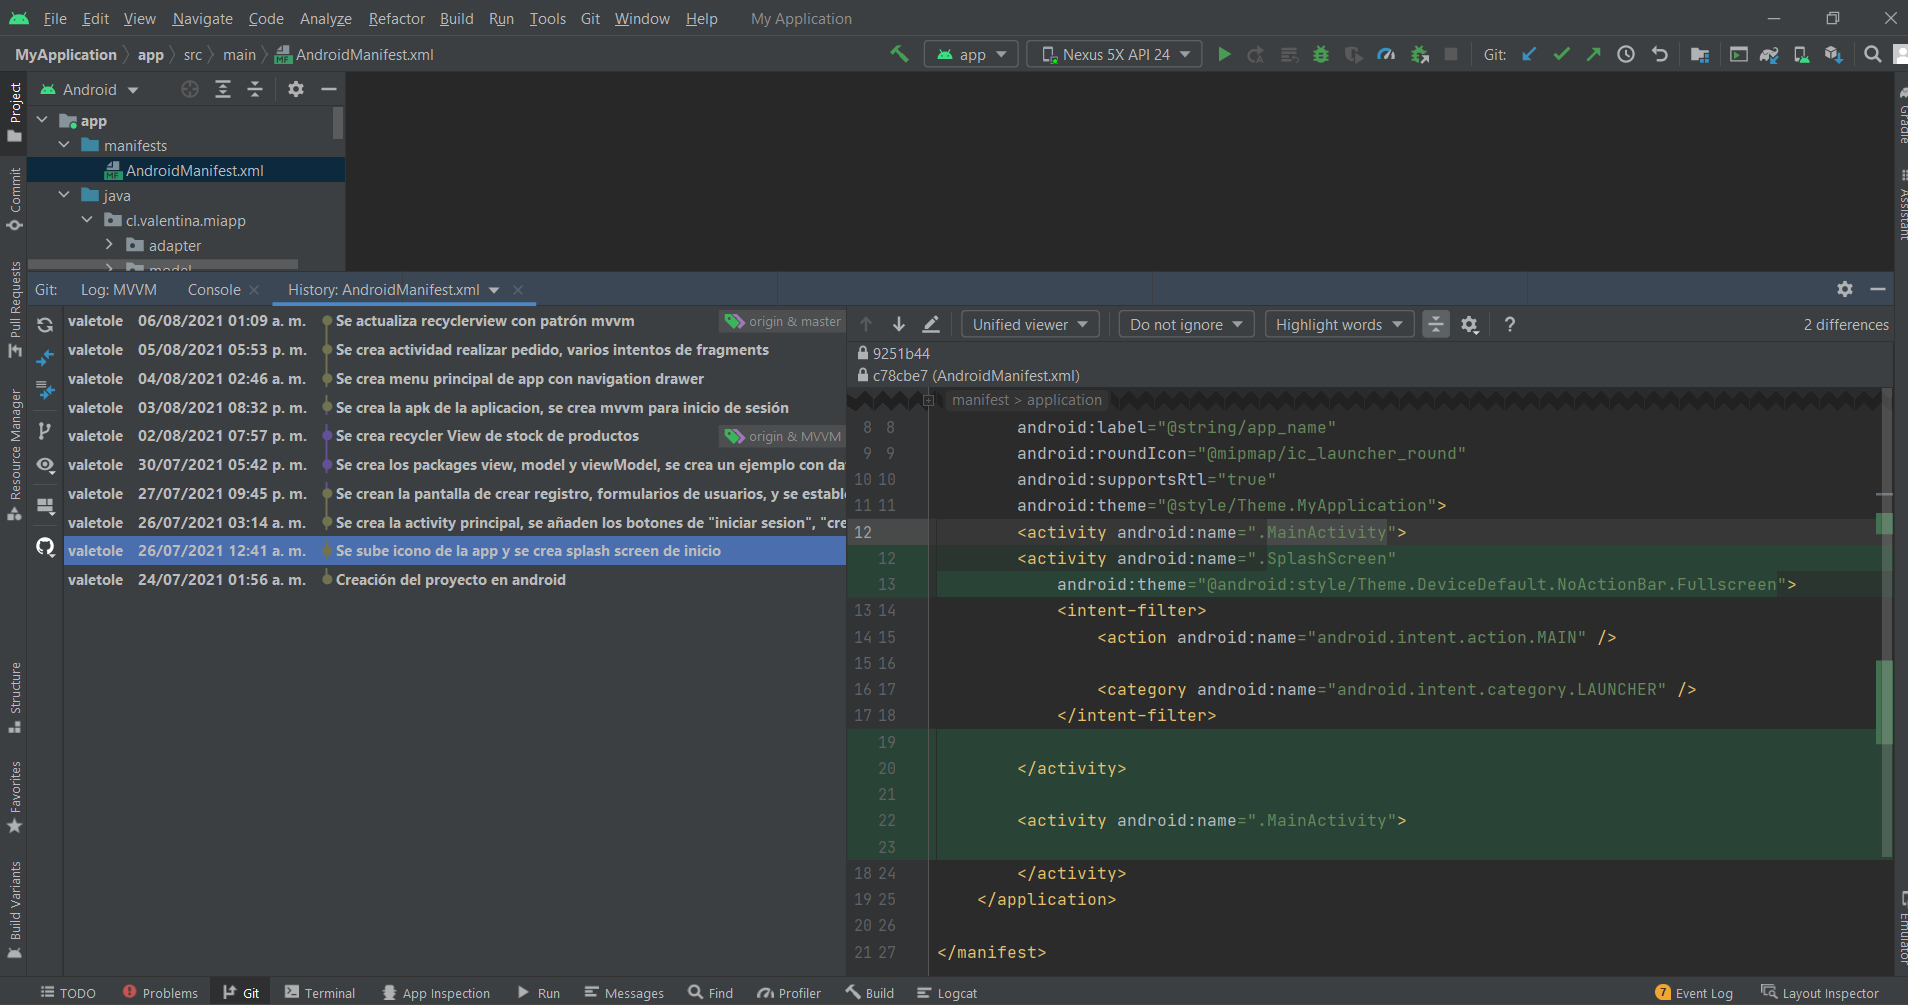 File Edit View Navigate Code Analyze Refactor Build Run Tools Git Window Help My Application
MyApplication app src main AndroidManifest.xml app Nexus 5X API 24 Git:
Project
Commit
Pull Requests
Resource Manager
Structure
Favorites
Build Variants
Android
app
manifests
AndroidManifest.xml
java
cl.valentina.miapp
adapter
model
Gradle
Assistant
Emulator
Git: Log: MVVM Console History: AndroidManifest.xml
valetole 06/08/2021 01:09 a. m. Se actualiza recyclerview con patrón mvvm origin & master
valetole 05/08/2021 05:53 p. m. Se crea actividad realizar pedido, varios intentos de fragments
valetole 04/08/2021 02:46 a. m. Se crea menu principal de app con navigation drawer
valetole 03/08/2021 08:32 p. m. Se crea la apk de la aplicacion, se crea mvvm para inicio de sesión
valetole 02/08/2021 07:57 p. m. Se crea recycler View de stock de productos origin & MVVM
valetole 30/07/2021 05:42 p. m. Se crea los packages view, model y viewModel, se crea un ejemplo con da
valetole 27/07/2021 09:45 p. m. Se crean la pantalla de crear registro, formularios de usuarios, y se estable
valetole 26/07/2021 03:14 a. m. Se crea la activity principal, se añaden los botones de "iniciar sesion", "cre
valetole 26/07/2021 12:41 a. m. Se sube icono de la app y se crea splash screen de inicio
valetole 24/07/2021 01:56 a. m. Creación del proyecto en android
Unified viewer Do not ignore Highlight words ? 2 differences
9251b44
c78cbe7 (AndroidManifest.xml)
manifest > application
8 8 android:label="@string/app_name"
9 9 android:roundIcon="@mipmap/ic_launcher_round"
10 10 android:supportsRtl="true"
11 11 android:theme="@style/Theme.MyApplication">
12 <activity android:name=".MainActivity">
12 <activity android:name=".SplashScreen"
13 android:theme="@android:style/Theme.DeviceDefault.NoActionBar.Fullscreen">
13 14 <intent-filter>
14 15 <action android:name="android.intent.action.MAIN" />
15 16
16 17 <category android:name="android.intent.category.LAUNCHER" />
17 18 </intent-filter>
19
20 </activity>
21
22 <activity android:name=".MainActivity">
23
18 24 </activity>
19 25 </application>
20 26
21 27 </manifest>
TODO Problems Git Terminal App Inspection Run Messages Find Profiler Build Logcat 7 Event Log Layout Inspector